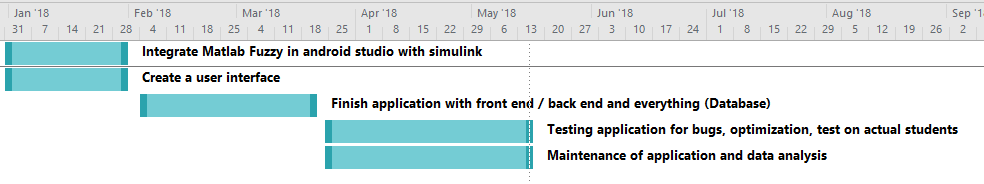 Jan '18 Feb '18 Mar '18 Apr '18 May '18 Jun '18 Jul '18 Aug '18 Sep '18
31 7 14 21 28 4 11 18 25 4 11 18 25 1 8 15 22 29 6 13 20 27 3 10 17 24 1 8 15 22 29 5 12 19 26 2
Integrate Matlab Fuzzy in android studio with simulink
Create a user interface
Finish application with front end / back end and everything (Database)
Testing application for bugs, optimization, test on actual students
Maintenance of application and data analysis